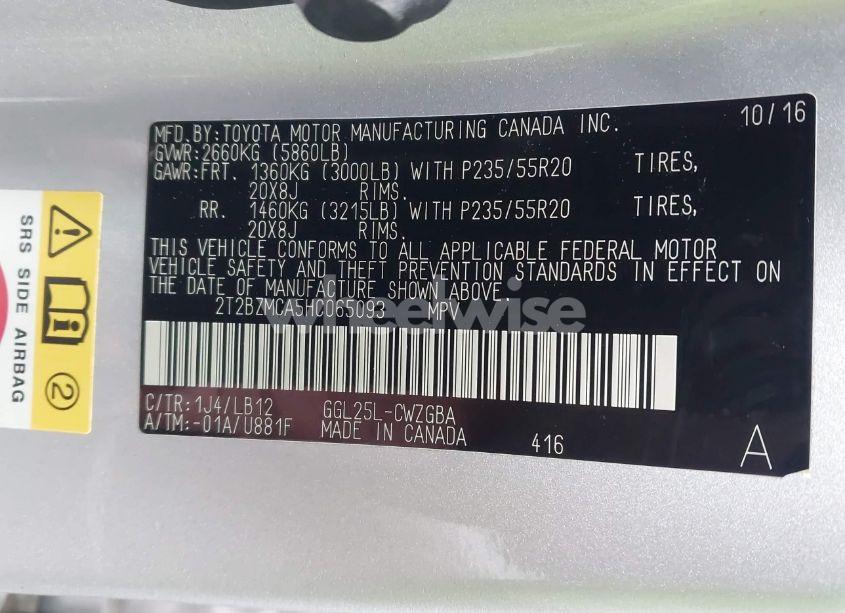 MFD.BY:TOYOTA MOTOR MANUFACTURING CANADA INC. 10/16
GVWR:2660KG (5860LB)
GAWR:FRT. 1360KG (3000LB) WITH P235/55R20 TIRES,
20X8J RIMS.
RR. 1460KG (3215LB) WITH P235/55R20 TIRES,
20X8J RIMS.
THIS VEHICLE CONFORMS TO ALL APPLICABLE FEDERAL MOTOR
VEHICLE SAFETY AND THEFT PREVENTION STANDARDS IN EFFECT ON
THE DATE OF MANUFACTURE SHOWN ABOVE.
2T2BZMCA5HC065093 MPV
C/TR:1J4/LB12 GGL25L-CWZGBA
A/TM:-01A/U881F MADE IN CANADA 416 A
SRS SIDE AIRBAG
2
wheelwise